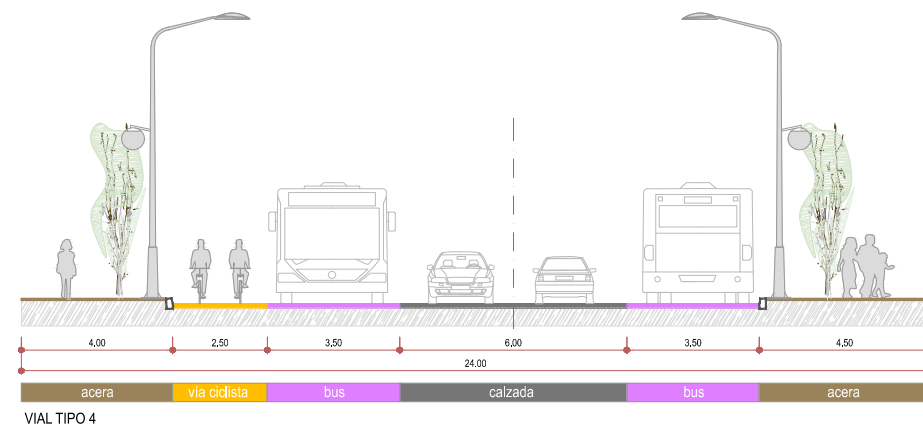 4,00 2,50 3,50 6,00 3,50 4,50
24.00
acera via ciclista bus calzada bus acera
VIAL TIPO 4